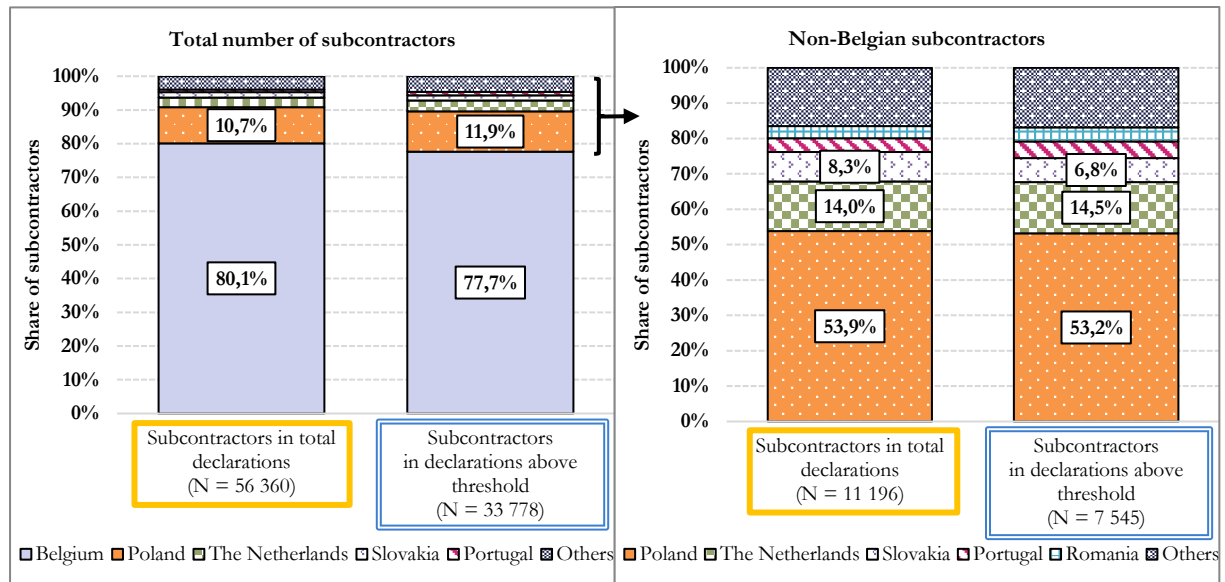 Total number of subcontractors
Share of subcontractors
100%
90%
80%
70%
60%
50%
40%
30%
20%
10%
0%
10,7%
80,1%
11,9%
77,7%
Subcontractors in total
declarations
(N = 56 360)
Subcontractors
in declarations above
threshold
(N = 33 778)
Belgium Poland The Netherlands Slovakia Portugal Others
Non-Belgian subcontractors
Share of subcontractors
100%
90%
80%
70%
60%
50%
40%
30%
20%
10%
0%
8,3%
14,0%
53,9%
6,8%
14,5%
53,2%
Subcontractors in total
declarations
(N = 11 196)
Subcontractors
in declarations above
threshold
(N = 7 545)
Poland The Netherlands Slovakia Portugal Romania Others